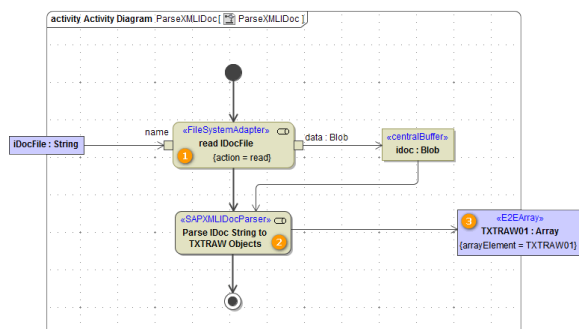 activity Activity Diagram ParseXMLIDoc [ ParseXMLIDoc ]
«FileSystemAdapter»
name
data : Blob
«centralBuffer»
iDocFile : String
read IDocFile
idoc : Blob
1
{action = read}
«SAPXMLIDocParser»
3
«E2EArray»
Parse IDoc String to
TXTRAW01 : Array
TXTRAW Objects
2
{arrayElement = TXTRAW01}